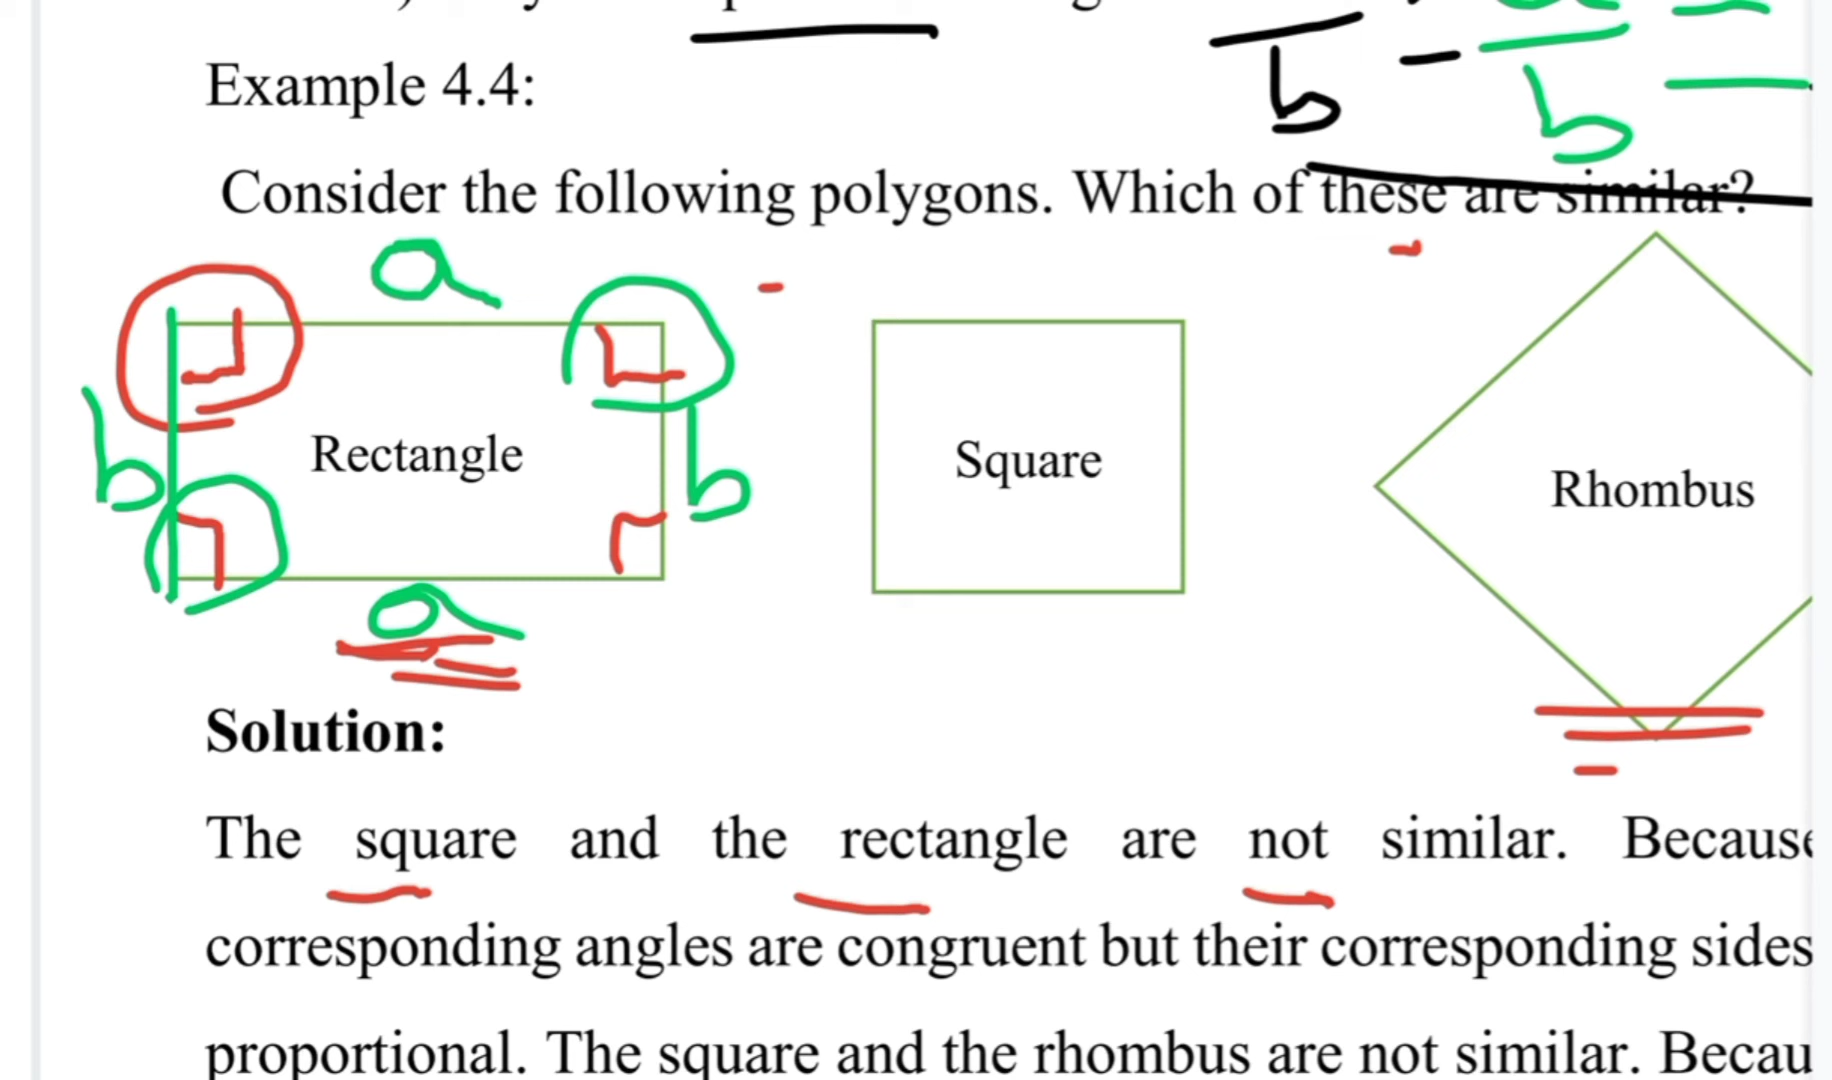 Example 4.4:
b
b
Consider the following polygons. Which of these are similar?
a
Rectangle
b
b
a
Square
Rhombus
Solution:
The square and the rectangle are not similar. Because
corresponding angles are congruent but their corresponding sides
proportional. The square and the rhombus are not similar. Becau